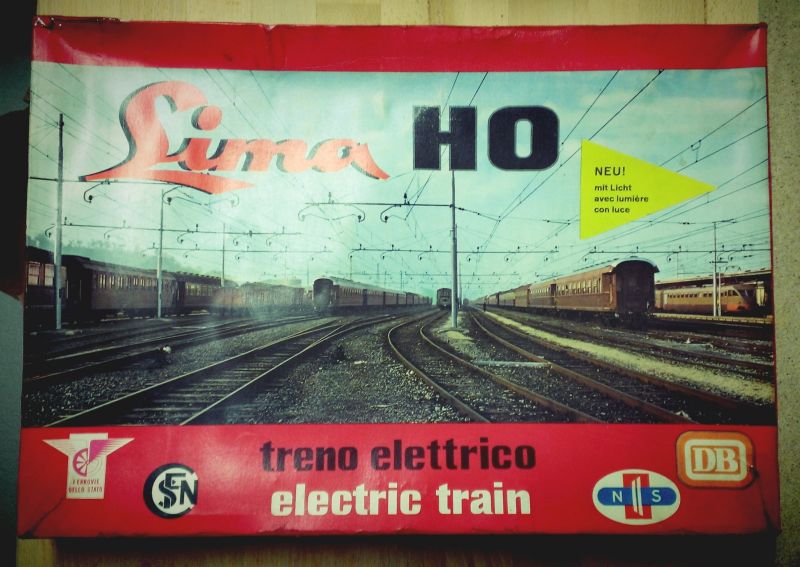 Lima HO
NEU!
mit Licht
avec lumière
con luce
treno elettrico
electric train
FERROVIE
DELLO STATO
SNCF
NS
DB